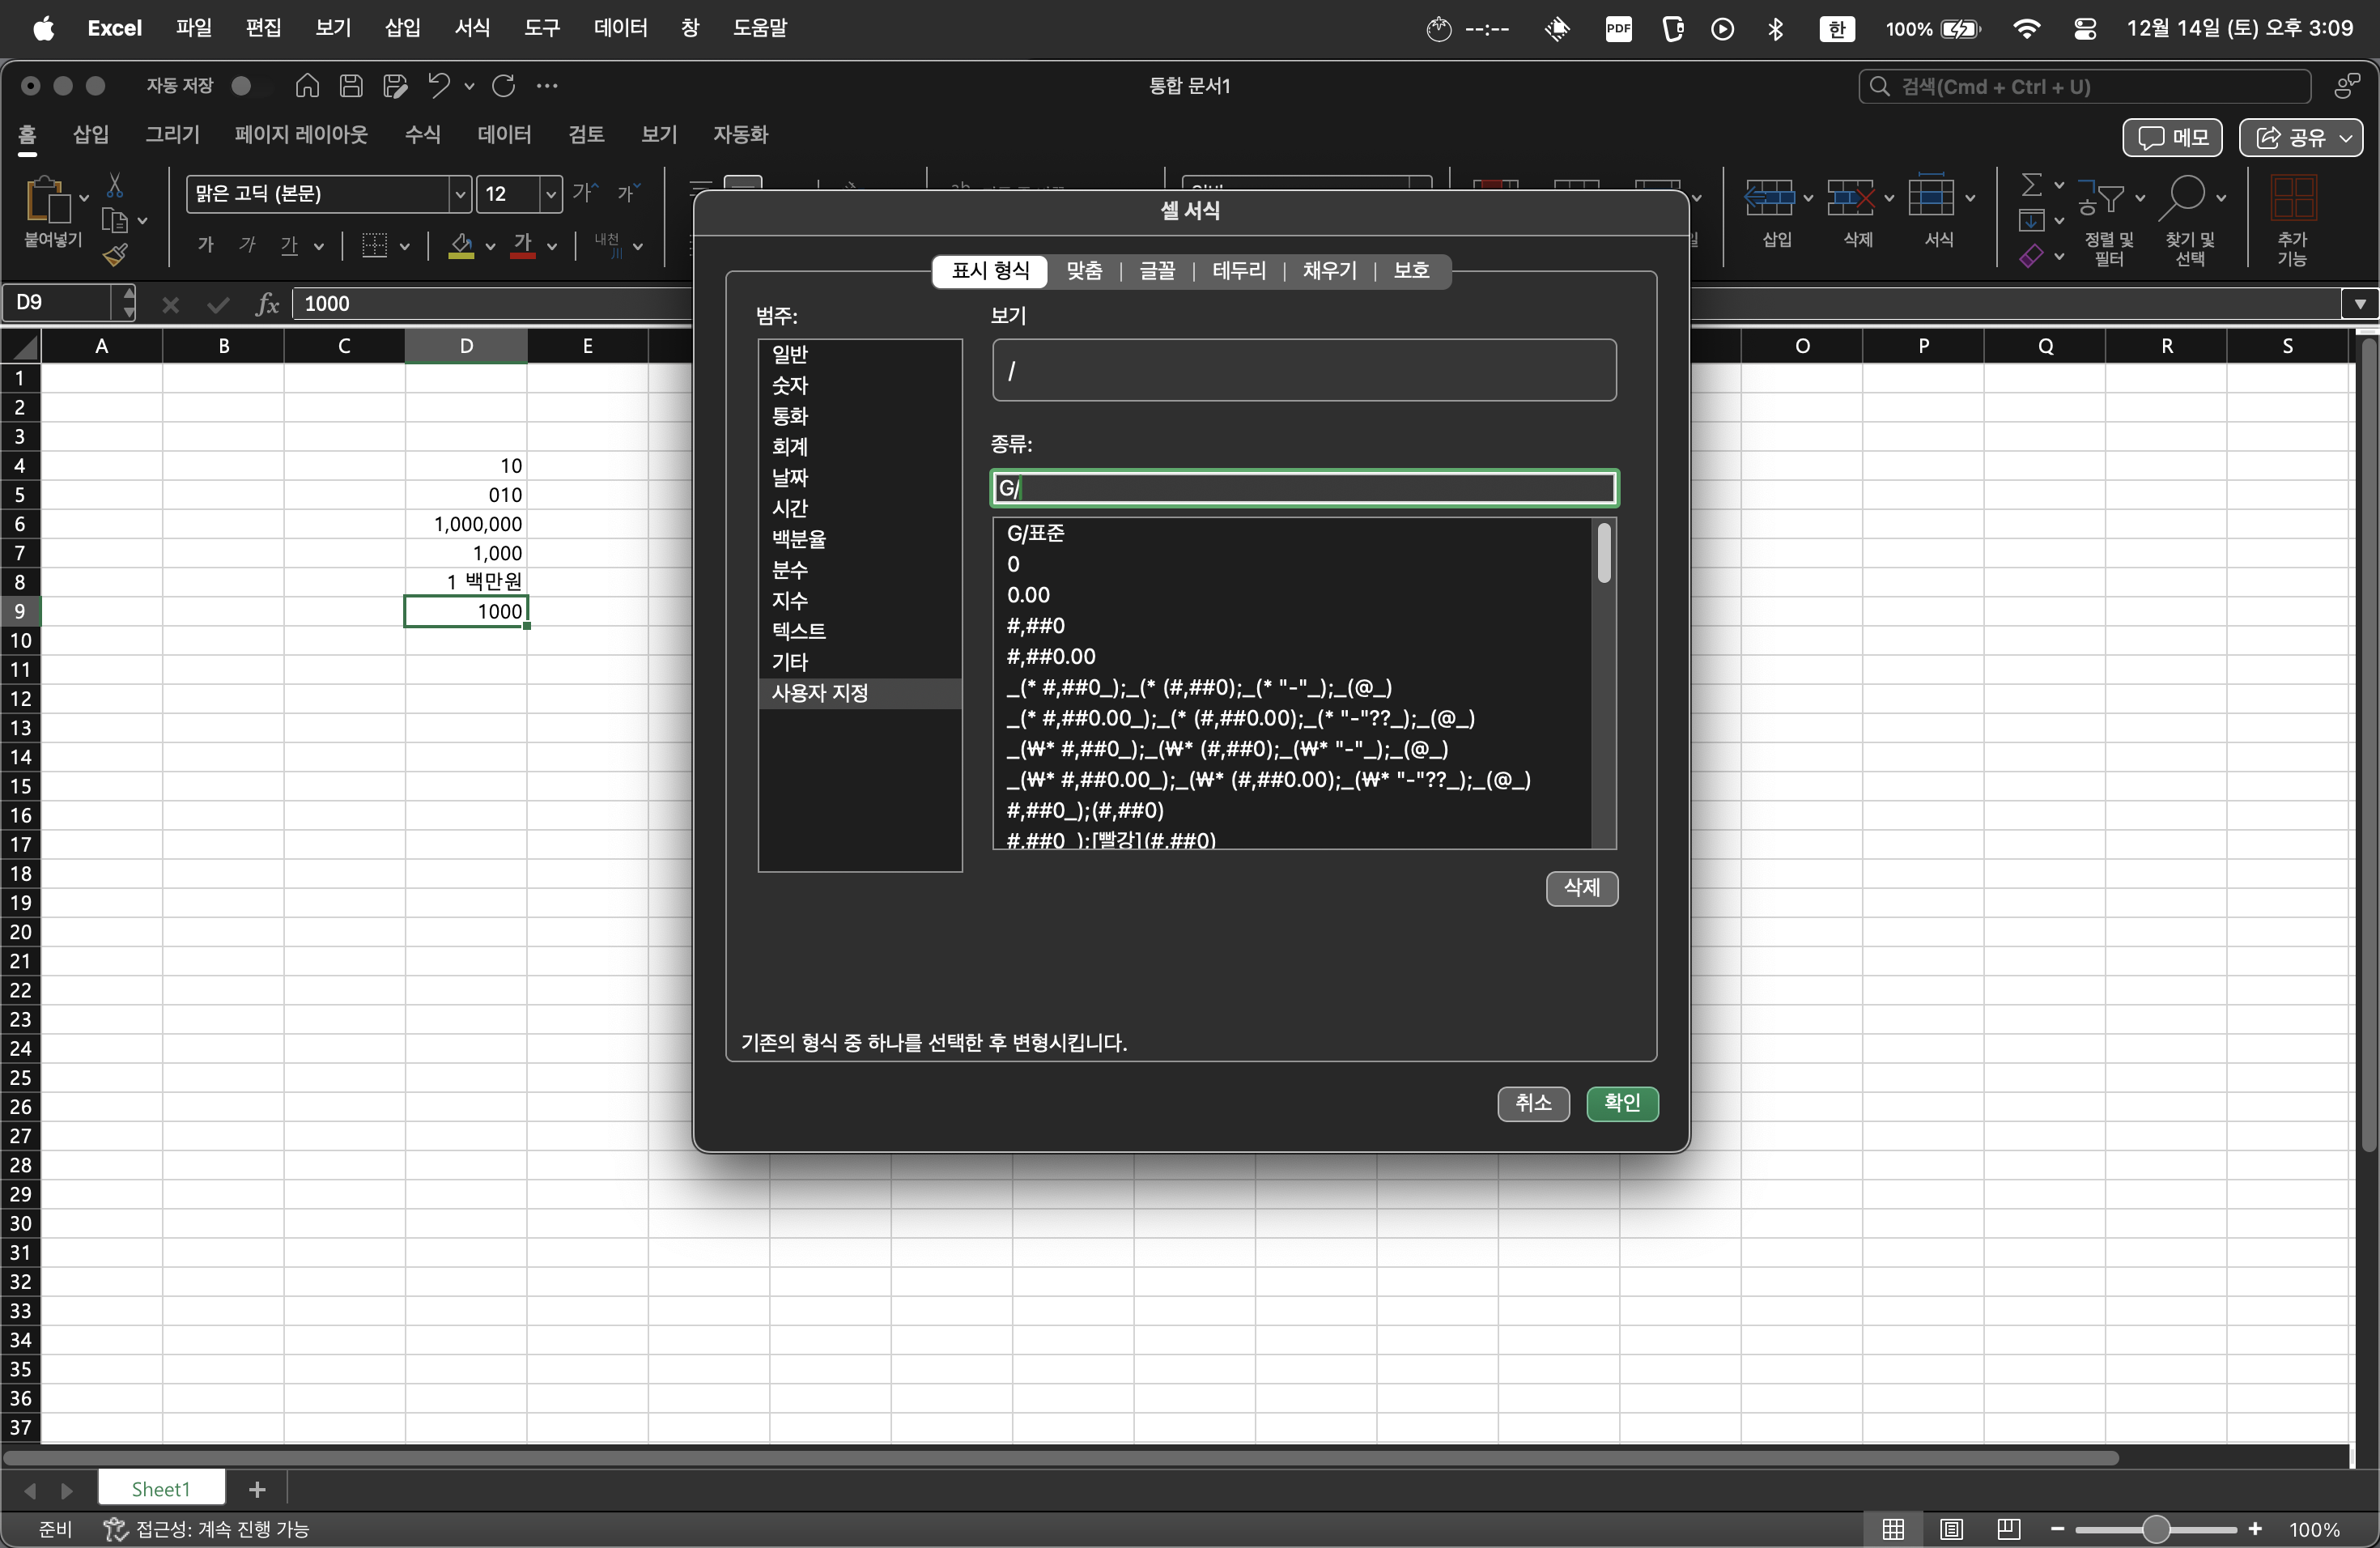 Excel 파일 편집 보기 삽입 서식 도구 데이터 창 도움말 --:-- PDF 한 100% 12월 14일 (토) 오후 3:09
자동 저장 통합 문서1 검색(Cmd + Ctrl + U)
홈 삽입 그리기 페이지 레이아웃 수식 데이터 검토 보기 자동화 메모 공유
맑은 고딕 (본문) 12 가 가
붙여넣기 가 가 가 가 내천 삽입 삭제 서식 정렬 및 필터 찾기 및 선택 추가 기능
D9 fx 1000
A B C D E O P Q R S
1
2
3
4 10
5 010
6 1,000,000
7 1,000
8 1 백만원
9 1000
10
11
12
13
14
15
16
17
18
19
20
21
22
23
24
25
26
27
28
29
30
31
32
33
34
35
36
37
셀 서식
표시 형식 맞춤 글꼴 테두리 채우기 보호
범주:
일반
숫자
통화
회계
날짜
시간
백분율
분수
지수
텍스트
기타
사용자 지정
보기
/
종류:
G/
G/표준
0
0.00
#,##0
#,##0.00
_(* #,##0_);_(* (#,##0);_(* "-"_);_(@_)
_(* #,##0.00_);_(* (#,##0.00);_(* "-"??_);_(@_)
_(₩* #,##0_);_(₩* (#,##0);_(₩* "-"_);_(@_)
_(₩* #,##0.00_);_(₩* (#,##0.00);_(₩* "-"??_);_(@_)
#,##0_);(#,##0)
#,##0_);[빨강](#,##0)
삭제
기존의 형식 중 하나를 선택한 후 변형시킵니다.
취소 확인
Sheet1
준비 접근성: 계속 진행 가능 100%